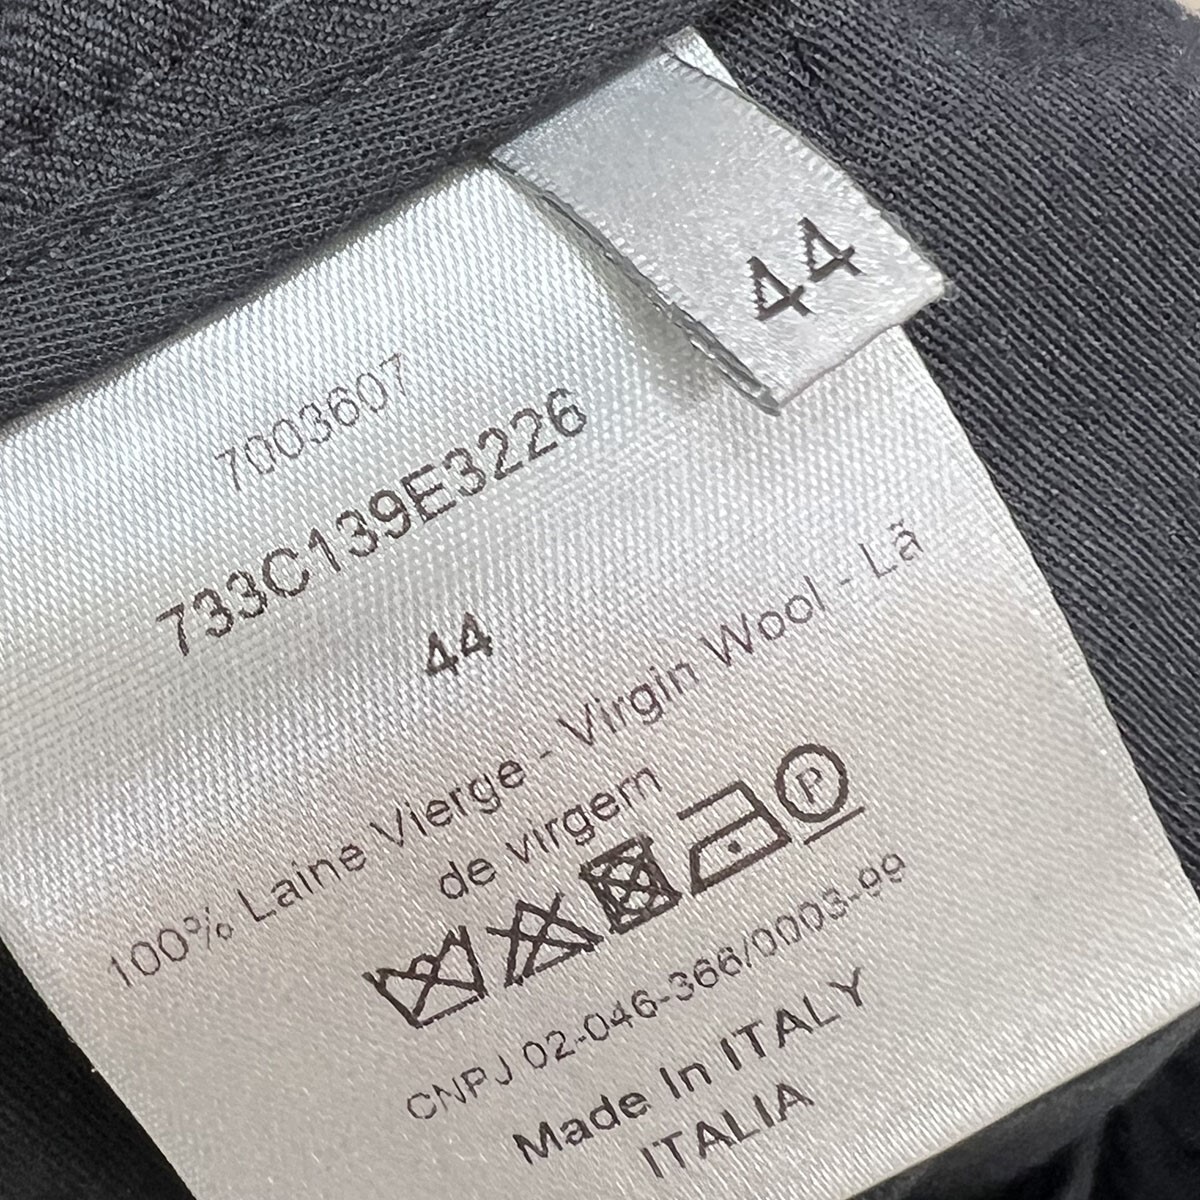 44
7003607
733C139E3226
44
100% Laine Vierge - Virgin Wool - Lã
de virgem
P
CNPJ 02-046-366/0003-99
Made In ITALY
ITALIA